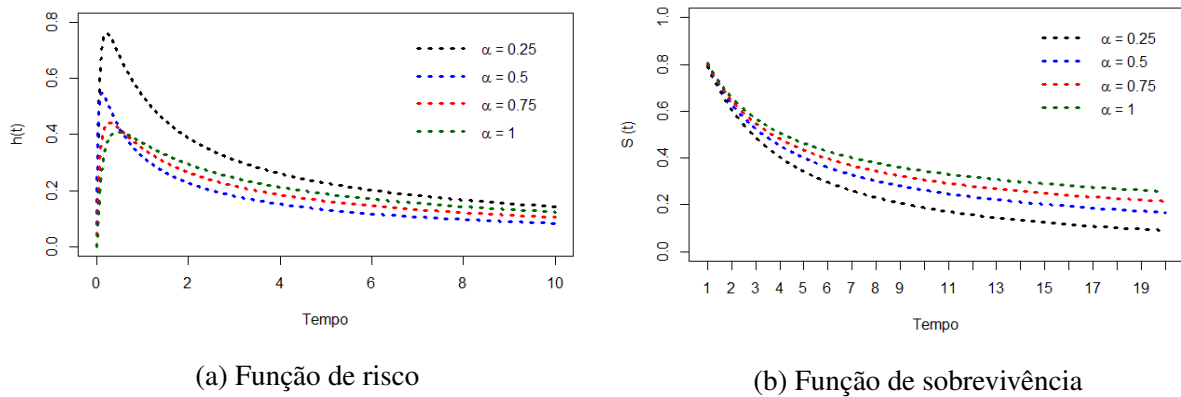 h(t)
0.8
0.6
0.4
0.2
0.0
α = 0.25
α = 0.5
α = 0.75
α = 1
0 2 4 6 8 10
Tempo
(a) Função de risco
S (t)
1.0
0.8
0.6
0.4
0.2
0.0
α = 0.25
α = 0.5
α = 0.75
α = 1
1 2 3 4 5 6 7 8 9 11 13 15 17 19
Tempo
(b) Função de sobrevivência